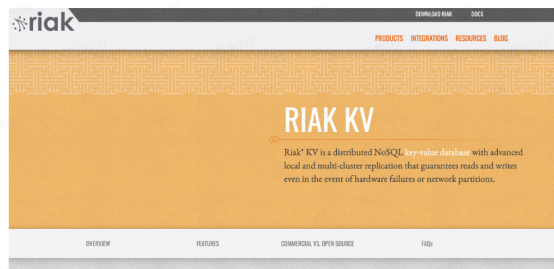 riak
DOWNLOAD RIAK DOCS
PRODUCTS INTEGRATIONS RESOURCES BLOG
RIAK KV
Riak® KV is a distributed NoSQL key-value database with advanced
local and multi-cluster replication that guarantees reads and writes
even in the event of hardware failures or network partitions.
OVERVIEW FEATURES COMMERCIAL VS. OPEN SOURCE FAQs